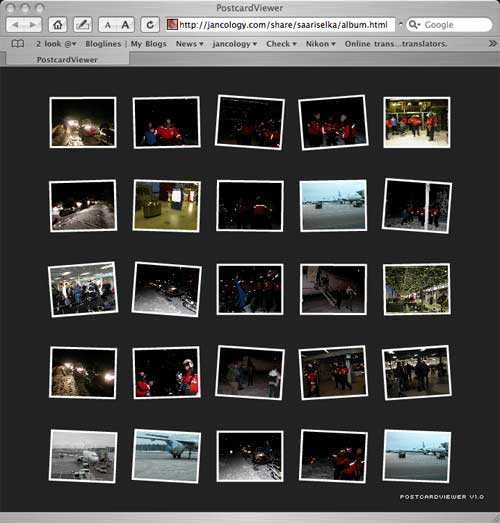 PostcardViewer
http://jancology.com/share/saariselka/album.html
Google
2 look @ Bloglines | My Blogs News jancology Share Nikon Online trans…translators.
PostcardViewer
POSTCARDVIEWER V1.0